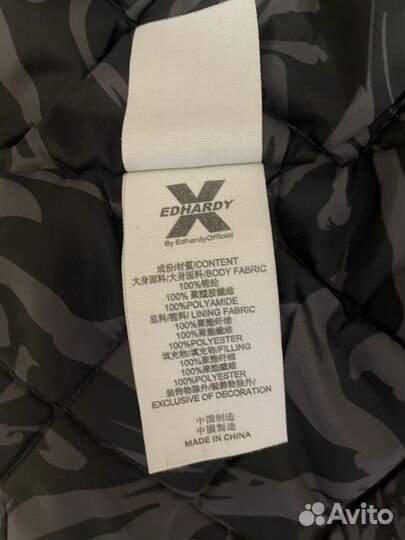 X
EDHARDY
By EdhardyOfficial
成份/材質/CONTENT
大身面料/大身面料/BODY FABRIC
100%锦纶
100%聚醯胺纖維
100%POLYAMIDE
里料/裡料/LINING FABRIC
100%聚酯纤维
100%聚酯纖維
100%POLYESTER
填充物/填充物/FILLING
100%聚酯纤维
100%聚酯纖維
100%POLYESTER
装饰物除外/裝飾物除外/
EXCLUSIVE OF DECORATION
中国制造
中國製造
MADE IN CHINA
Avito